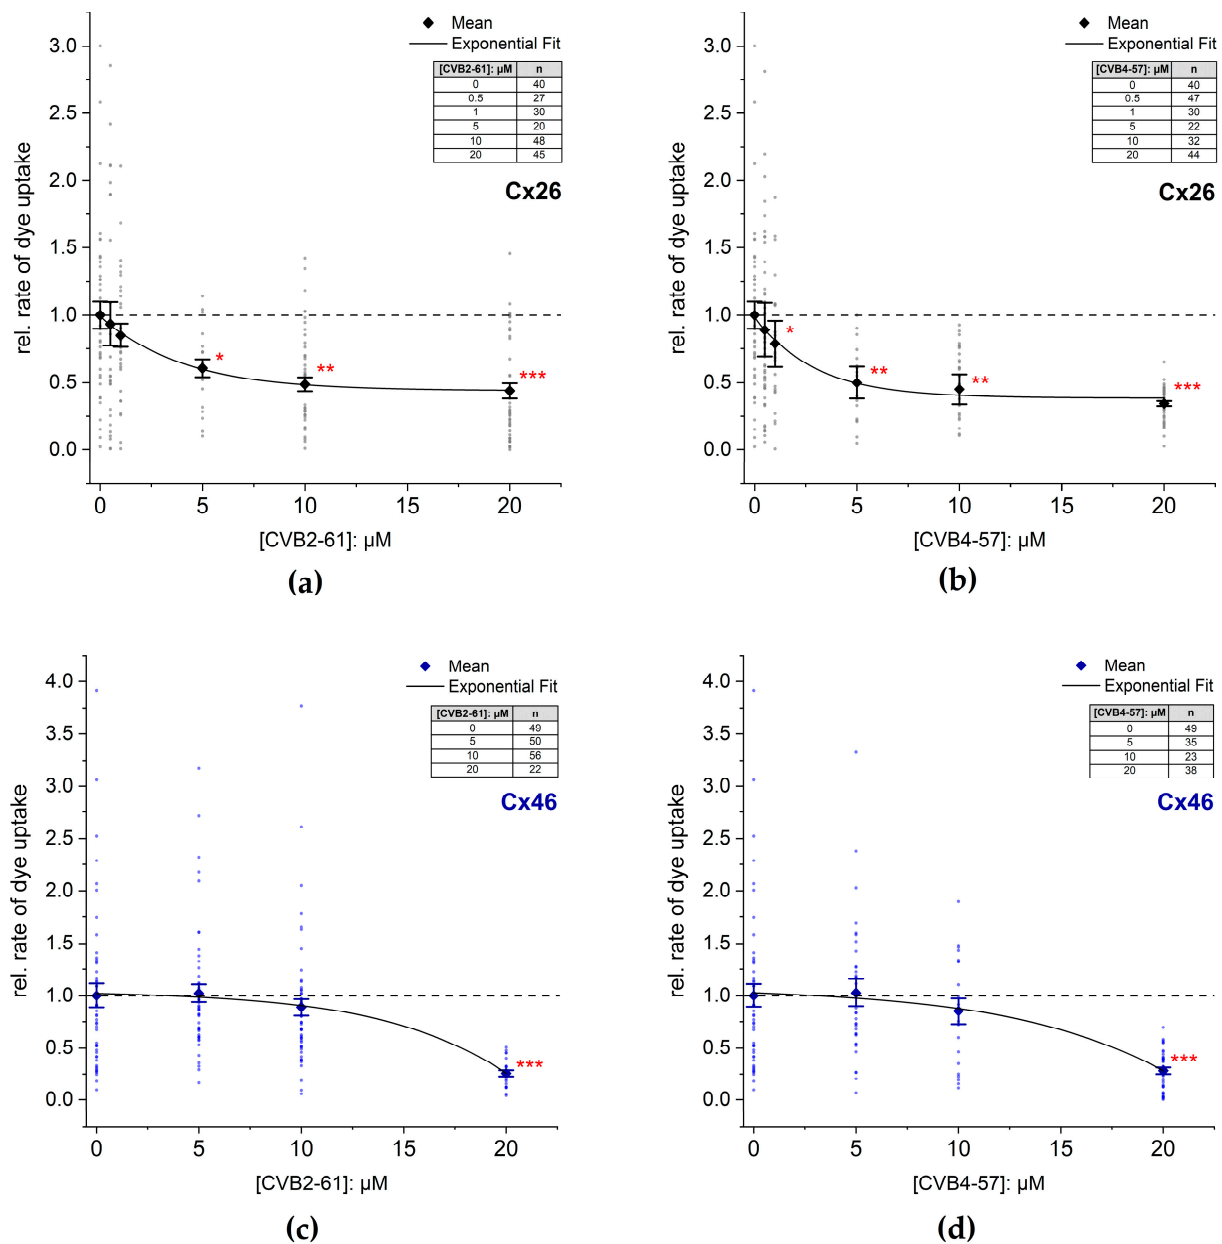 Mean
Exponential Fit
[CVB2-61]: µM n
0 40
0.5 27
1 30
5 20
10 48
20 45
Cx26
rel. rate of dye uptake
3.0
2.5
2.0
1.5
1.0
0.5
0.0
*
**
***
0 5 10 15 20
[CVB2-61]: µM
(a)
Mean
Exponential Fit
[CVB4-57]: µM n
0 40
0.5 47
1 30
5 22
10 32
20 44
Cx26
rel. rate of dye uptake
3.0
2.5
2.0
1.5
1.0
0.5
0.0
*
**
**
***
0 5 10 15 20
[CVB4-57]: µM
(b)
Mean
Exponential Fit
[CVB2-61]: µM n
0 49
5 50
10 56
20 22
Cx46
rel. rate of dye uptake
4.0
3.5
3.0
2.5
2.0
1.5
1.0
0.5
0.0
***
0 5 10 15 20
[CVB2-61]: µM
(c)
Mean
Exponential Fit
[CVB4-57]: µM n
0 49
5 35
10 23
20 38
Cx46
rel. rate of dye uptake
4.0
3.5
3.0
2.5
2.0
1.5
1.0
0.5
0.0
***
0 5 10 15 20
[CVB4-57]: µM
(d)